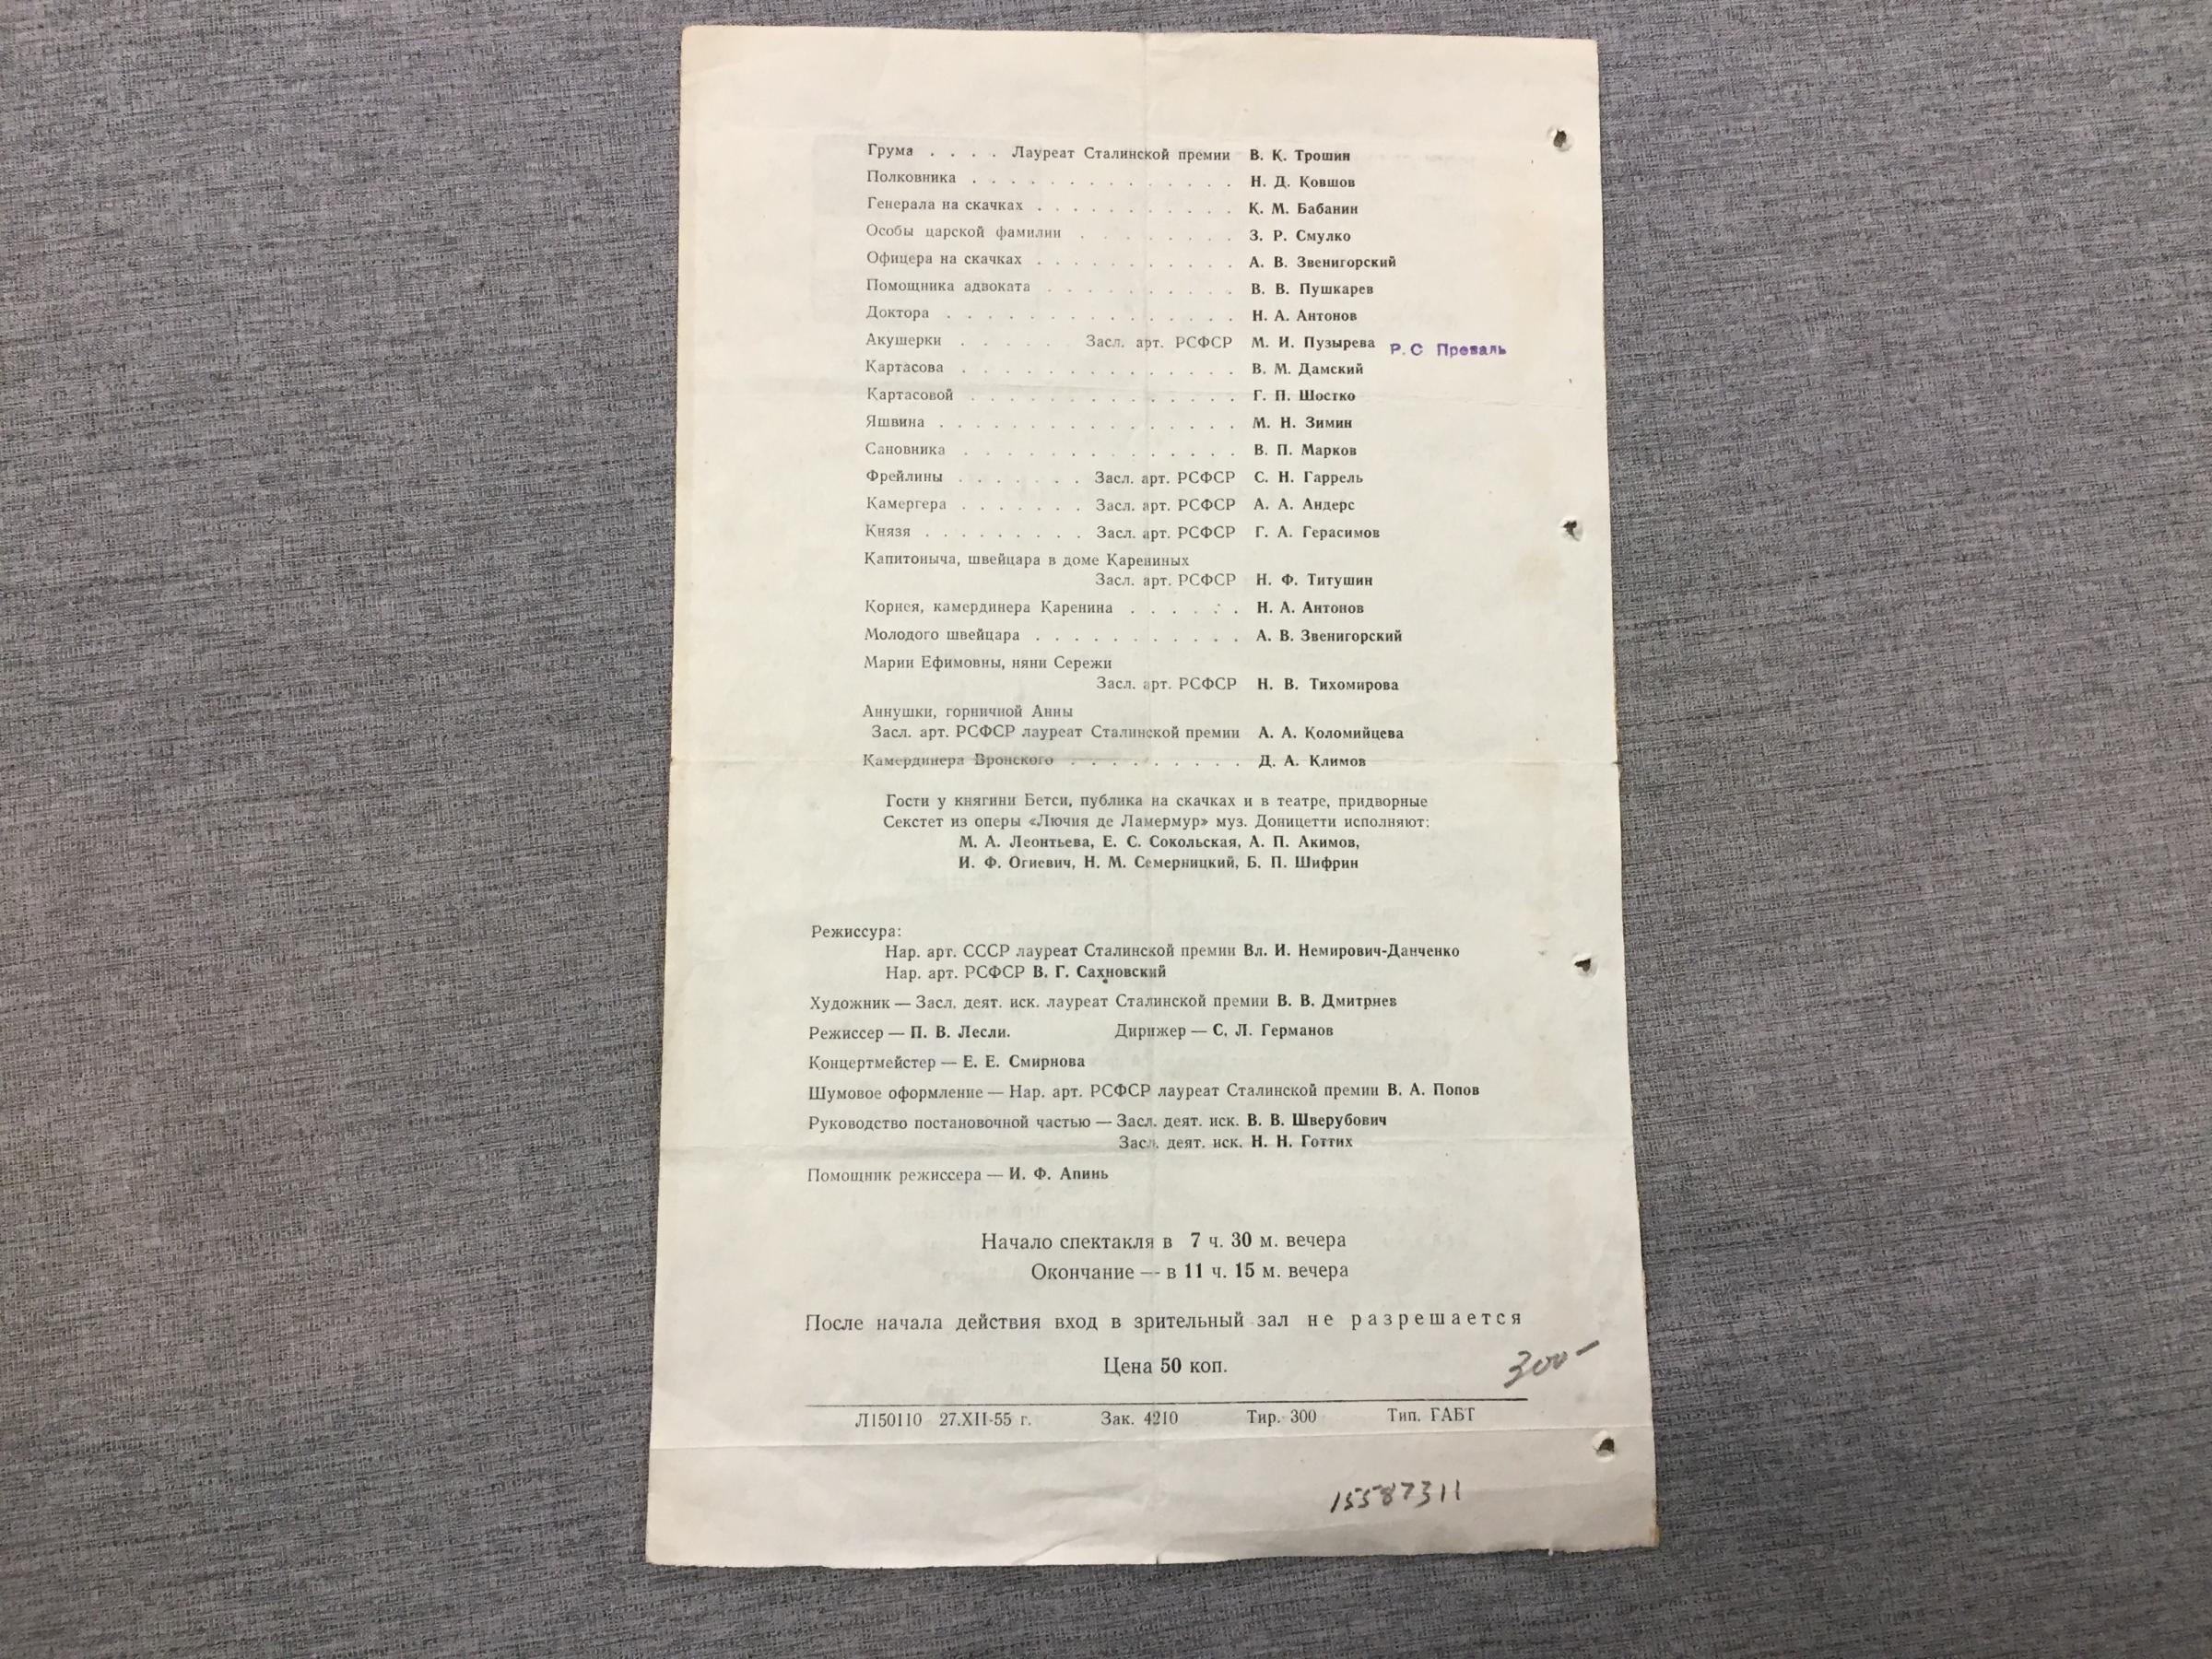 Грума . . . . Лауреат Сталинской премии В. К. Трошин
Полковника . . . . . . . . . . . . . . Н. Д. Ковшов
Генерала на скачках . . . . . . . . . . . К. М. Бабанин
Особы царской фамилии . . . . . . . . З. Р. Смулко
Офицера на скачках . . . . . . . . . . . А. В. Звенигорский
Помощника адвоката . . . . . . . . . . В. В. Пушкарев
Доктора . . . . . . . . . . . . . . . Н. А. Антонов
Акушерки . . . . . Засл. арт. РСФСР М. И. Пузырева Р. С Преваль
Картасова . . . . . . . . . . . . . . В. М. Дамский
Картасовой . . . . . . . . . . . . . . Г. П. Шостко
Яшвина . . . . . . . . . . . . . . . . М. Н. Зимин
Сановника . . . . . . . . . . . . . . В. П. Марков
Фрейлины . . . . . . . Засл. арт. РСФСР С. Н. Гаррель
Камергера . . . . . . . Засл. арт. РСФСР А. А. Андерс
Князя . . . . . . . . . Засл. арт. РСФСР Г. А. Герасимов
Капитоныча, швейцара в доме Карениных
Засл. арт. РСФСР Н. Ф. Титушин
Корнея, камердинера Каренина . . . . . . Н. А. Антонов
Молодого швейцара . . . . . . . . . . . А. В. Звенигорский
Марии Ефимовны, няни Сережи
Засл. арт. РСФСР Н. В. Тихомирова
Аннушки, горничной Анны
Засл. арт. РСФСР лауреат Сталинской премии А. А. Коломийцева
Камердинера Вронского . . . . . . . . . Д. А. Климов
Гости у княгини Бетси, публика на скачках и в театре, придворные
Секстет из оперы «Лючия де Ламермур» муз. Доницетти исполняют:
М. А. Леонтьева, Е. С. Сокольская, А. П. Акимов,
И. Ф. Огиевич, Н. М. Семерницкий, Б. П. Шифрин
Режиссура:
Нар. арт. СССР лауреат Сталинской премии Вл. И. Немирович-Данченко
Нар. арт. РСФСР В. Г. Сахновский
Художник — Засл. деят. иск. лауреат Сталинской премии В. В. Дмитриев
Режиссер — П. В. Лесли. Дирижер — С. Л. Германов
Концертмейстер — Е. Е. Смирнова
Шумовое оформление — Нар. арт. РСФСР лауреат Сталинской премии В. А. Попов
Руководство постановочной частью — Засл. деят. иск. В. В. Шверубович
Засл. деят. иск. Н. Н. Готтих
Помощник режиссера — И. Ф. Апинь
Начало спектакля в 7 ч. 30 м. вечера
Окончание — в 11 ч. 15 м. вечера
После начала действия вход в зрительный зал не разрешается
Цена 50 коп.
300-
Л150110 27.XII-55 г. Зак. 4210 Тир. 300 Тип. ГАБТ
15587311